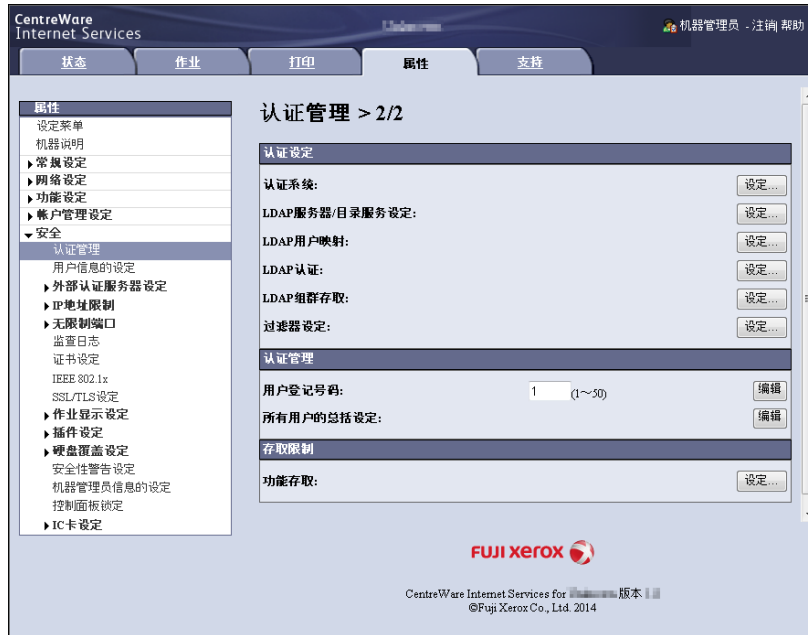 CentreWare
Internet Services
机器管理员 - 注销 帮助
状态 作业 打印 属性 支持
属性
设定菜单
机器说明
常规设定
网络设定
功能设定
帐户管理设定
安全
认证管理
用户信息的设定
外部认证服务器设定
IP地址限制
无限制端口
监查日志
证书设定
IEEE 802.1x
SSL/TLS设定
作业显示设定
插件设定
硬盘覆盖设定
安全性警告设定
机器管理员信息的设定
控制面板锁定
IC卡设定
认证管理 > 2/2
认证设定
认证系统: 设定...
LDAP服务器/目录服务设定: 设定...
LDAP用户映射: 设定...
LDAP认证: 设定...
LDAP组群存取: 设定...
过滤器设定: 设定...
认证管理
用户登记号码: 1 (1～50) 编辑
所有用户的总括设定: 编辑
存取限制
功能存取: 设定...
FUJI xerox
CentreWare Internet Services for 版本
©Fuji Xerox Co., Ltd. 2014